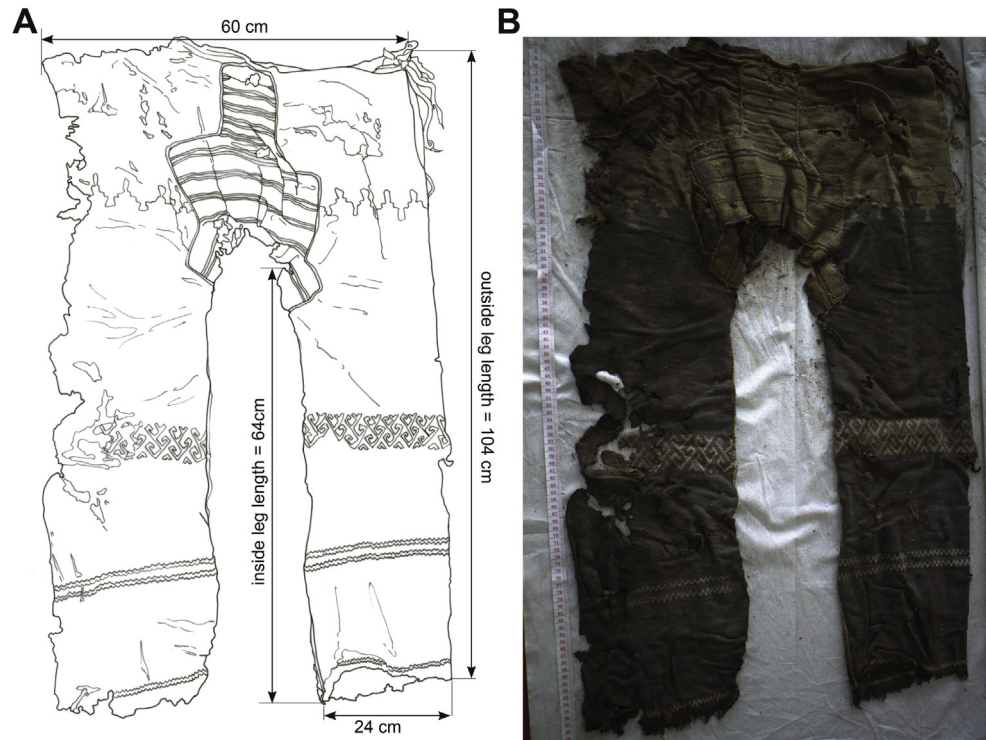 A
60 cm
B
outside leg length = 104 cm
inside leg length = 64cm
24 cm